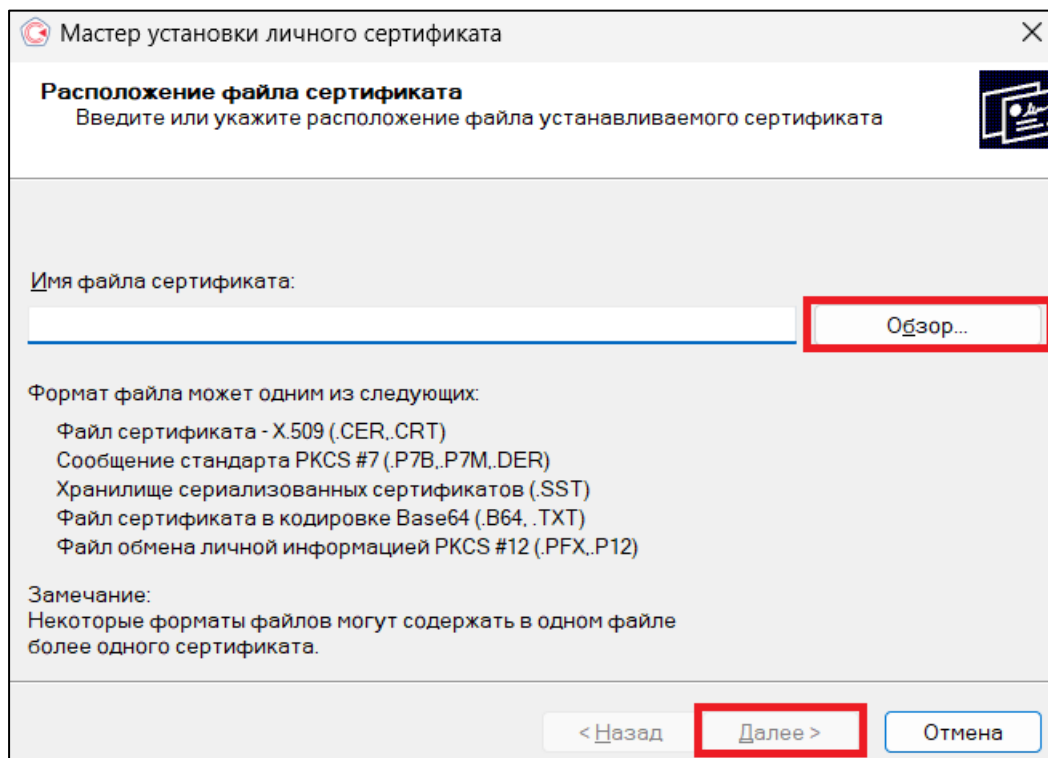 Мастер установки личного сертификата
Расположение файла сертификата
Введите или укажите расположение файла устанавливаемого сертификата
Имя файла сертификата:
Обзор...
Формат файла может одним из следующих:
Файл сертификата - X.509 (.CER,.CRT)
Сообщение стандарта PKCS #7 (.P7B,.P7M,.DER)
Хранилище сериализованных сертификатов (.SST)
Файл сертификата в кодировке Base64 (.B64, .TXT)
Файл обмена личной информацией PKCS #12 (.PFX,.P12)
Замечание:
Некоторые форматы файлов могут содержать в одном файле
более одного сертификата.
< Назад Далее > Отмена